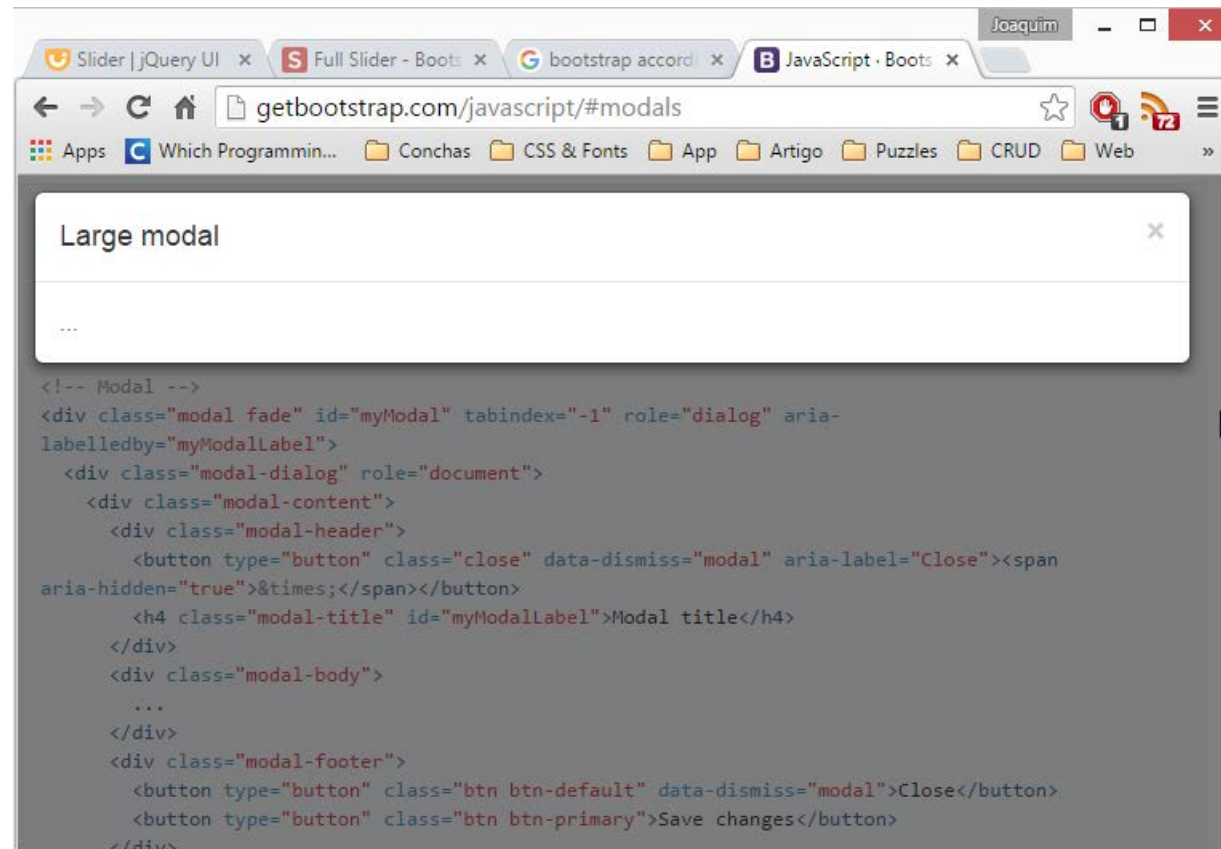 Joaquim
Slider | jQuery UI
Full Slider - Boots
bootstrap accord
JavaScript · Boots
getbootstrap.com/javascript/#modals
1
72
Apps
Which Programmin...
Conchas
CSS & Fonts
App
Artigo
Puzzles
CRUD
Web
»
Large modal
×
...
<!-- Modal -->
<div class="modal fade" id="myModal" tabindex="-1" role="dialog" aria-
labelledby="myModalLabel">
  <div class="modal-dialog" role="document">
    <div class="modal-content">
      <div class="modal-header">
        <button type="button" class="close" data-dismiss="modal" aria-label="Close"><span
aria-hidden="true">&times;</span></button>
        <h4 class="modal-title" id="myModalLabel">Modal title</h4>
      </div>
      <div class="modal-body">
        ...
      </div>
      <div class="modal-footer">
        <button type="button" class="btn btn-default" data-dismiss="modal">Close</button>
        <button type="button" class="btn btn-primary">Save changes</button>
      </div>